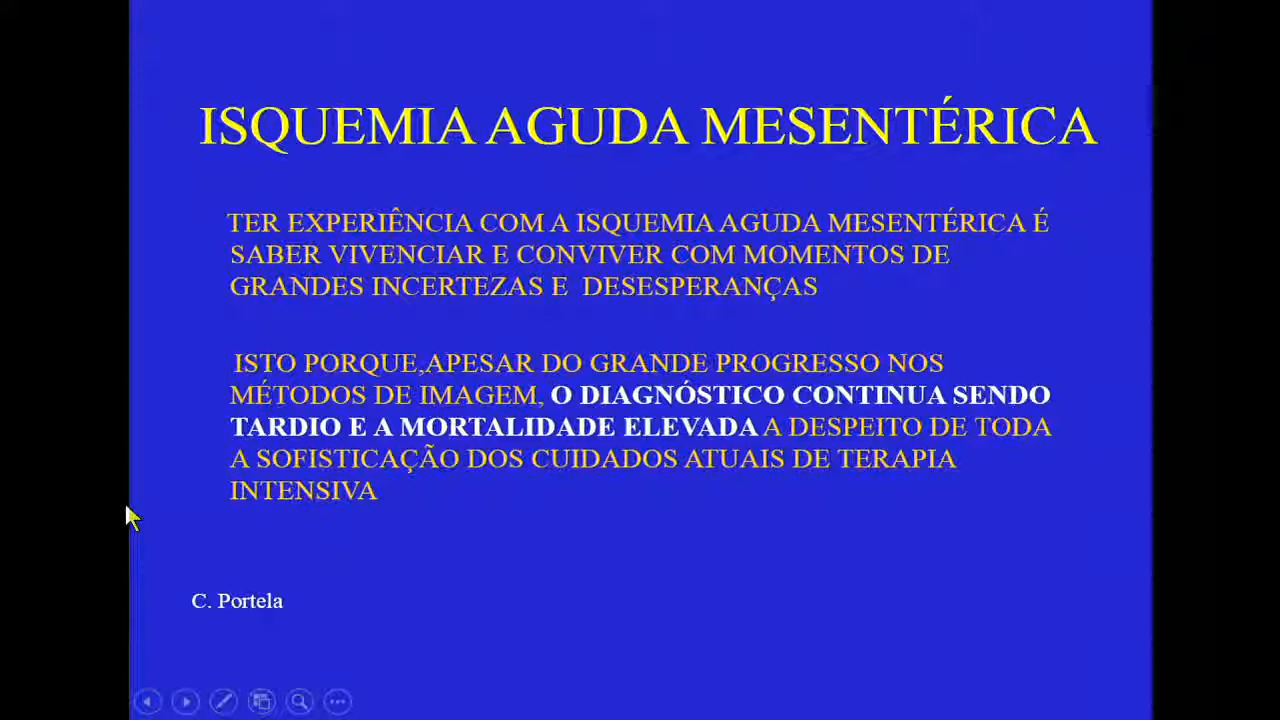 ISQUEMIA AGUDA MESENTÉRICA
TER EXPERIÊNCIA COM A ISQUEMIA AGUDA MESENTÉRICA É
SABER VIVENCIAR E CONVIVER COM MOMENTOS DE
GRANDES INCERTEZAS E DESESPERANÇAS
ISTO PORQUE,APESAR DO GRANDE PROGRESSO NOS
MÉTODOS DE IMAGEM, O DIAGNÓSTICO CONTINUA SENDO
TARDIO E A MORTALIDADE ELEVADA A DESPEITO DE TODA
A SOFISTICAÇÃO DOS CUIDADOS ATUAIS DE TERAPIA
INTENSIVA
C. Portela